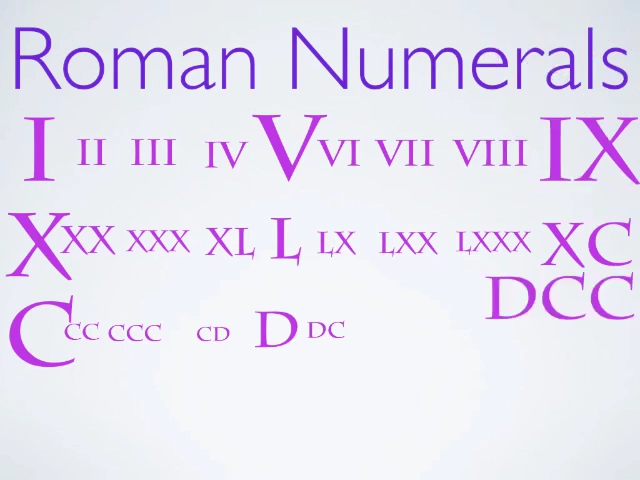 Roman Numerals
I II III IV V VI VII VIII IX
X XX XXX XL L LX LXX LXXX XC
C CC CCC CD D DC DCC